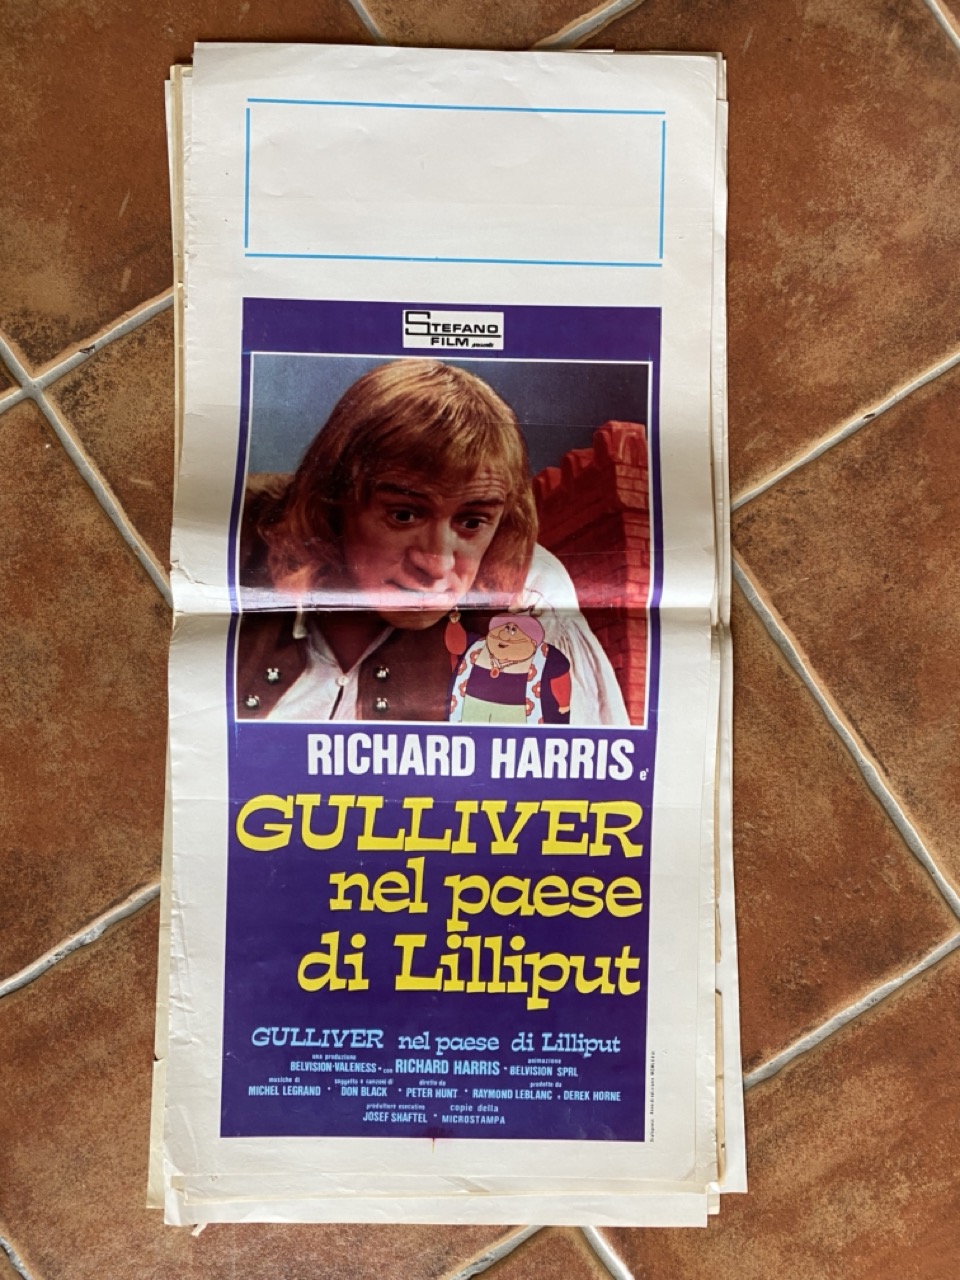 STEFANO
FILM presenta
RICHARD HARRIS e'
GULLIVER
nel paese
di Lilliput
GULLIVER nel paese di Lilliput
una produzione
BELVISION-VALENESS • con RICHARD HARRIS • animazione BELVISION SPRL
musiche di MICHEL LEGRAND • soggetto e canzoni di DON BLACK • diretto da PETER HUNT • prodotto da RAYMOND LEBLANC e DEREK HORNE
produttore esecutivo JOSEF SHAFTEL • copie della MICROSTAMPA